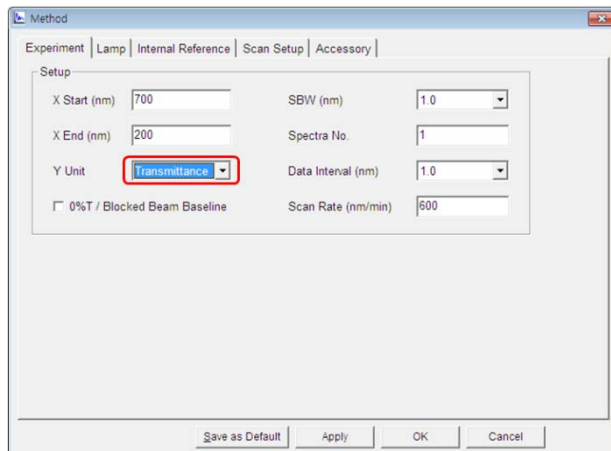 Method
Experiment Lamp Internal Reference Scan Setup Accessory
Setup
X Start (nm) 700 SBW (nm) 1.0
X End (nm) 200 Spectra No. 1
Y Unit Transmittance Data Interval (nm) 1.0
0%T / Blocked Beam Baseline Scan Rate (nm/min) 600
Save as Default Apply OK Cancel